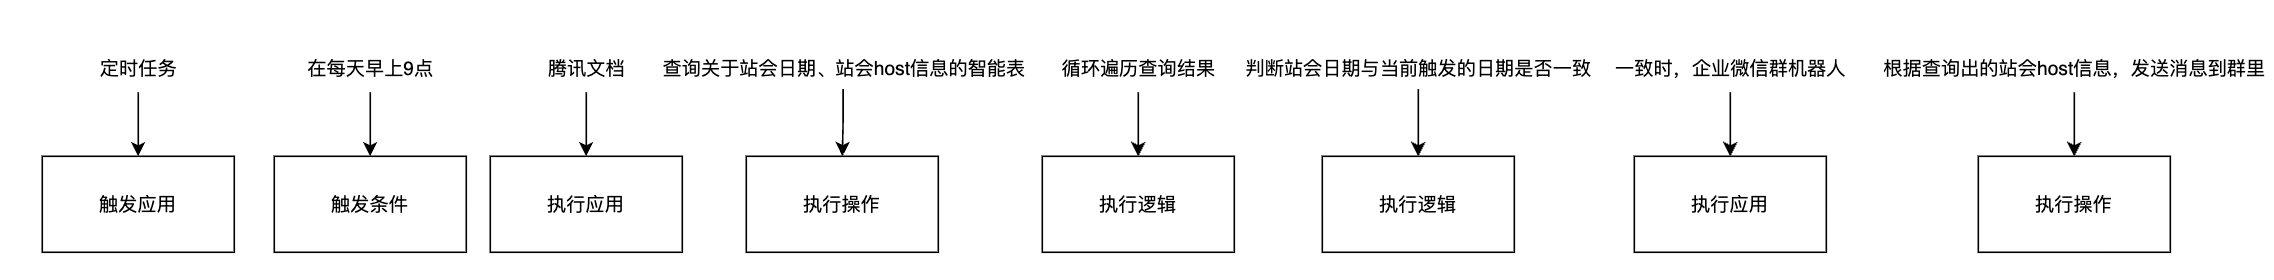 定时任务
在每天早上9点
腾讯文档
查询关于站会日期、站会host信息的智能表
循环遍历查询结果
判断站会日期与当前触发的日期是否一致
一致时，企业微信群机器人
根据查询出的站会host信息，发送消息到群里
触发应用
触发条件
执行应用
执行操作
执行逻辑
执行逻辑
执行应用
执行操作